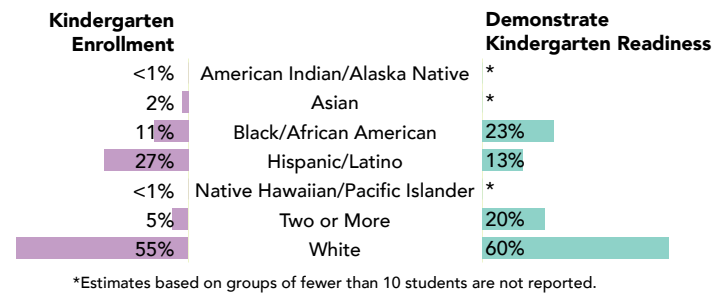 Kindergarten Enrollment Demonstrate Kindergarten Readiness
<1% American Indian/Alaska Native *
2% Asian *
11% Black/African American 23%
27% Hispanic/Latino 13%
<1% Native Hawaiian/Pacific Islander *
5% Two or More 20%
55% White 60%
*Estimates based on groups of fewer than 10 students are not reported.